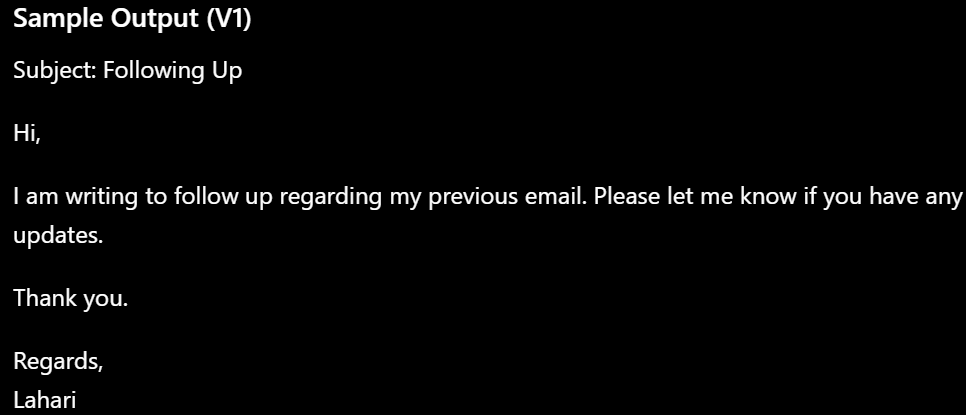 Sample Output (V1)
Subject: Following Up
Hi,
I am writing to follow up regarding my previous email. Please let me know if you have any
updates.
Thank you.
Regards,
Lahari